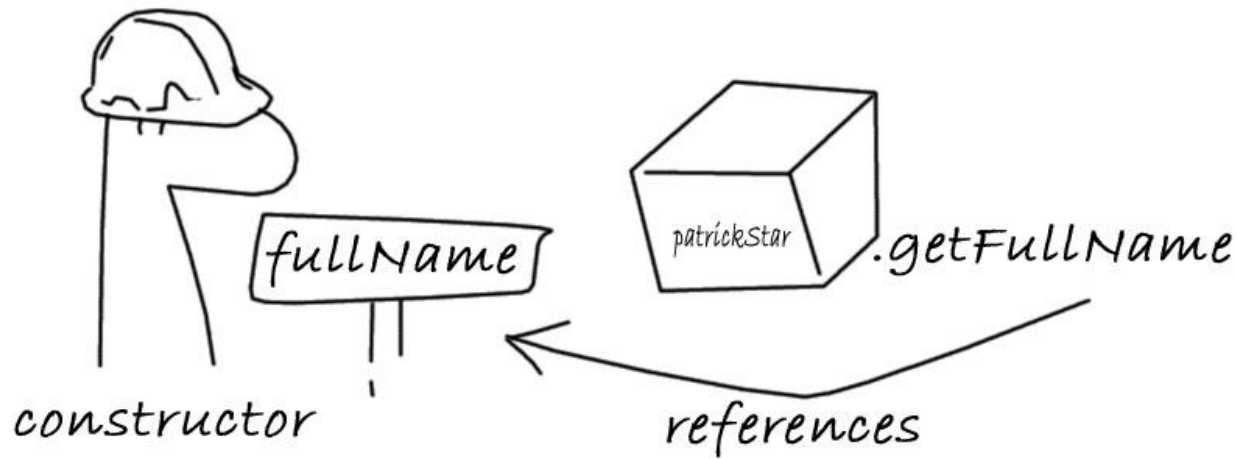 fullName
patrickStar
.getFullName
constructor
references